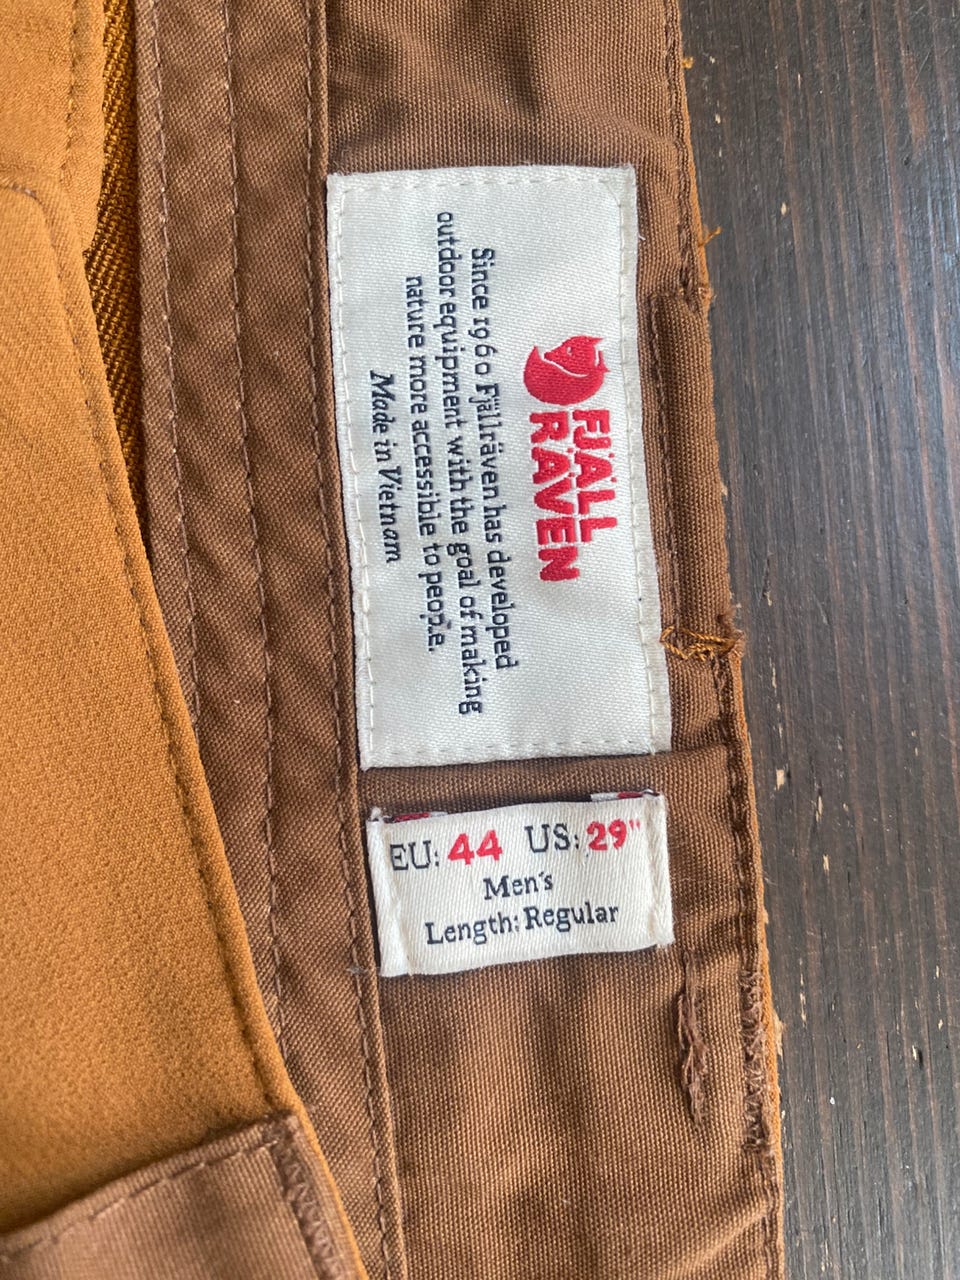 FJÄLL
RÄVEN
Since 1960 Fjällräven has developed
outdoor equipment with the goal of making
nature more accessible to people.
Made in Vietnam
EU: 44 US: 29"
Men's
Length: Regular